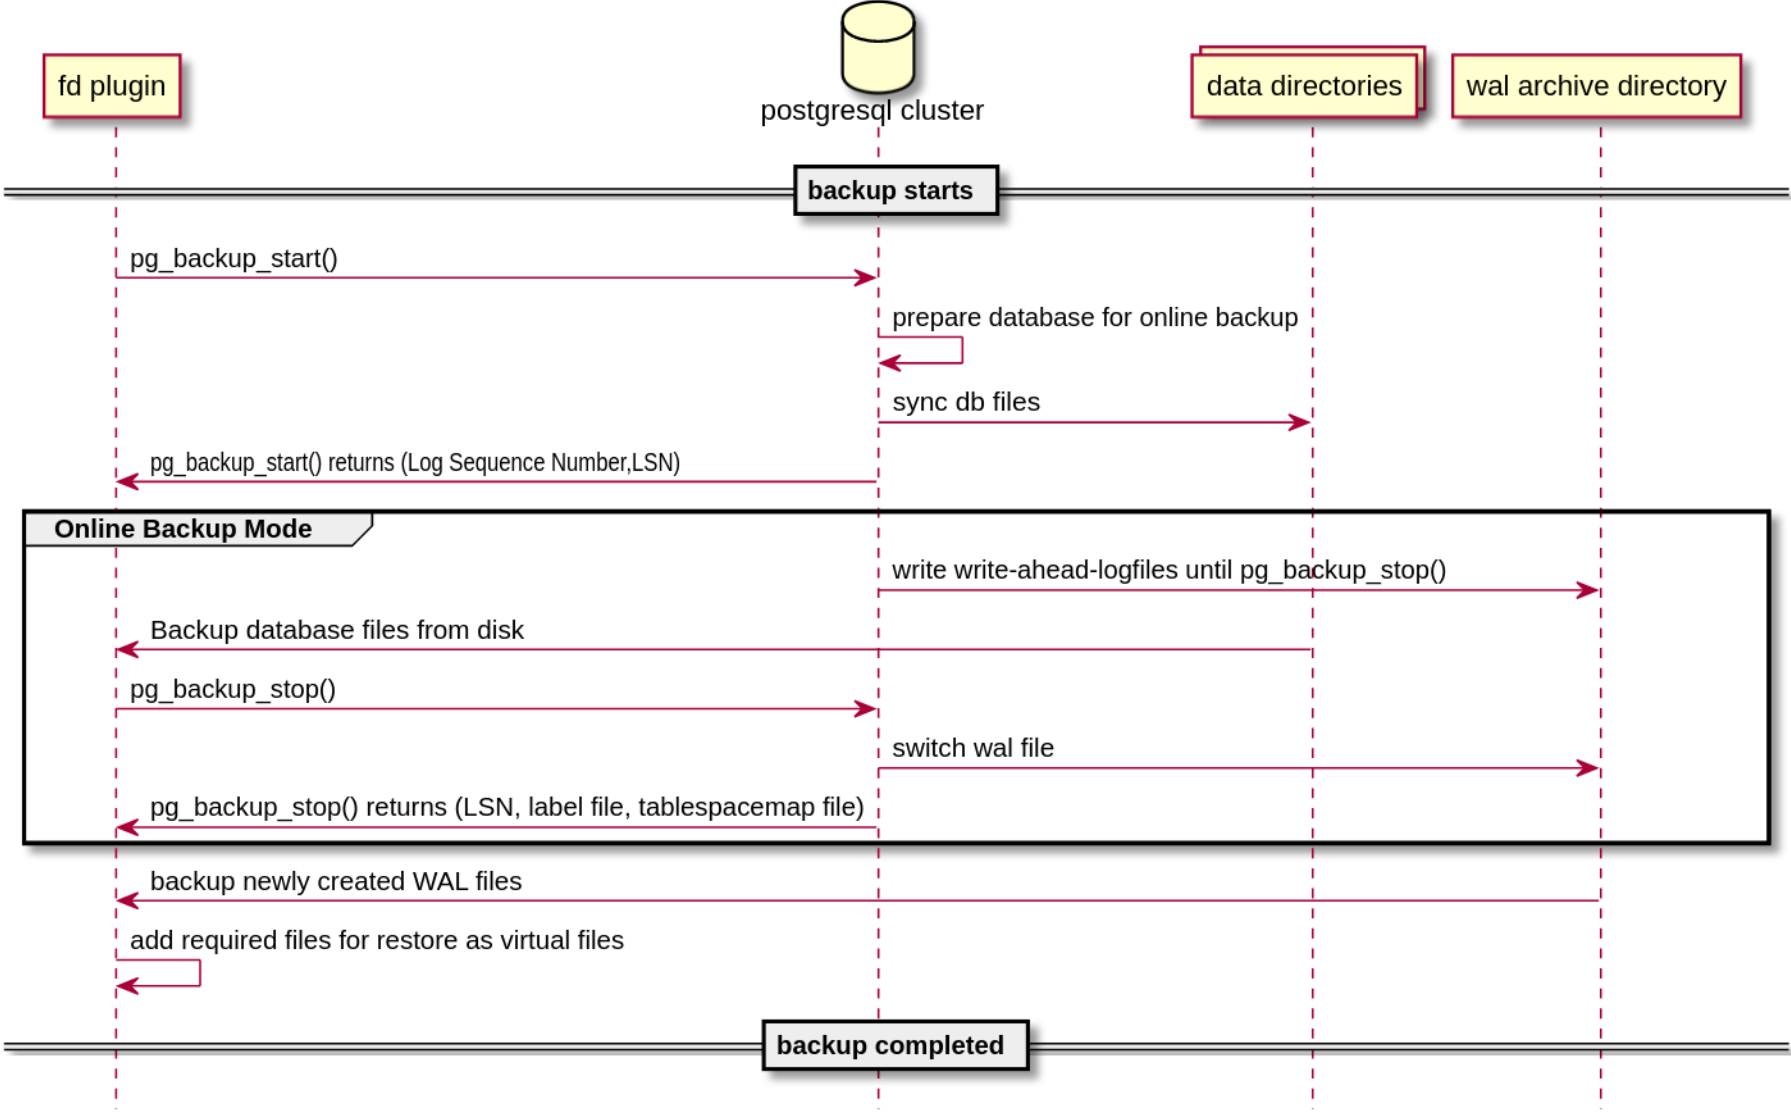 fd plugin
postgresql cluster
data directories
wal archive directory
backup starts
pg_backup_start()
prepare database for online backup
sync db files
pg_backup_start() returns (Log Sequence Number,LSN)
Online Backup Mode
write write-ahead-logfiles until pg_backup_stop()
Backup database files from disk
pg_backup_stop()
switch wal file
pg_backup_stop() returns (LSN, label file, tablespacemap file)
backup newly created WAL files
add required files for restore as virtual files
backup completed